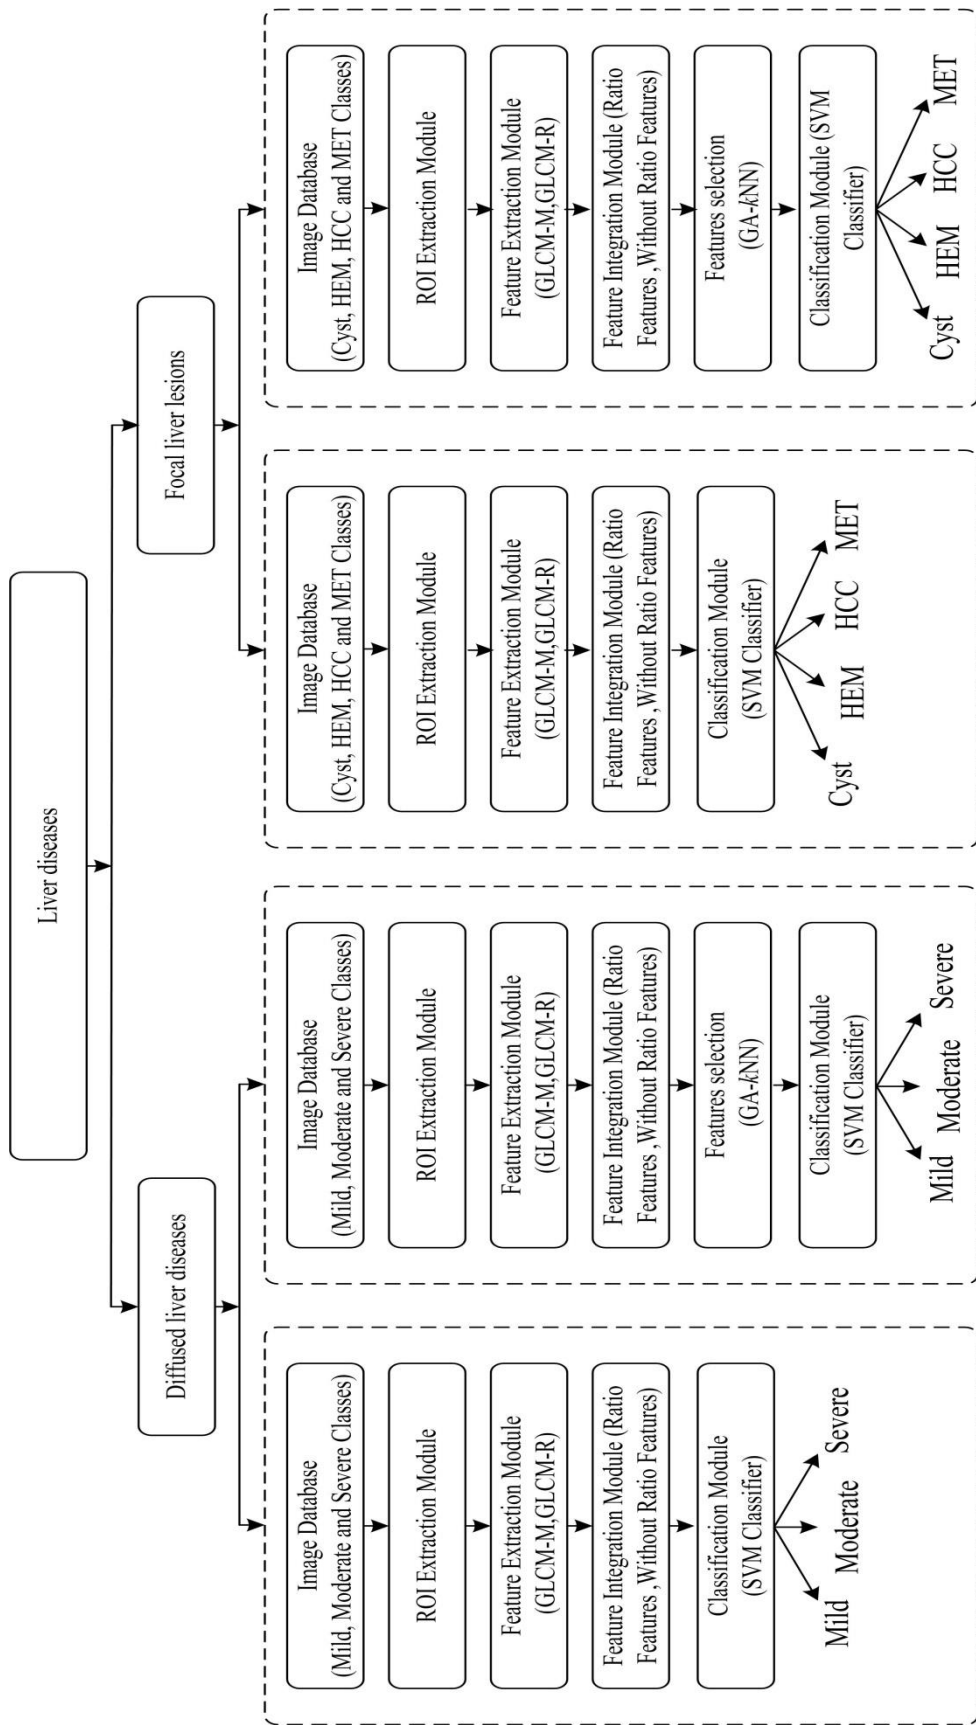 Liver diseases
Diffused liver diseases
Focal liver lesions
Image Database
(Mild, Moderate and Severe Classes)
ROI Extraction Module
Feature Extraction Module
(GLCM-M,GLCM-R)
Feature Integration Module (Ratio
Features ,Without Ratio Features)
Classification Module
(SVM Classifier)
Mild
Moderate
Severe
Image Database
(Mild, Moderate and Severe Classes)
ROI Extraction Module
Feature Extraction Module
(GLCM-M,GLCM-R)
Feature Integration Module (Ratio
Features ,Without Ratio Features)
Features selection
(GA-kNN)
Classification Module
(SVM Classifier)
Mild
Moderate
Severe
Image Database
(Cyst, HEM, HCC and MET Classes)
ROI Extraction Module
Feature Extraction Module
(GLCM-M,GLCM-R)
Feature Integration Module (Ratio
Features ,Without Ratio Features)
Classification Module
(SVM Classifier)
Cyst
HEM
HCC
MET
Image Database
(Cyst, HEM, HCC and MET Classes)
ROI Extraction Module
Feature Extraction Module
(GLCM-M,GLCM-R)
Feature Integration Module (Ratio
Features ,Without Ratio Features)
Features selection
(GA-kNN)
Classification Module (SVM
Classifier)
Cyst
HEM
HCC
MET